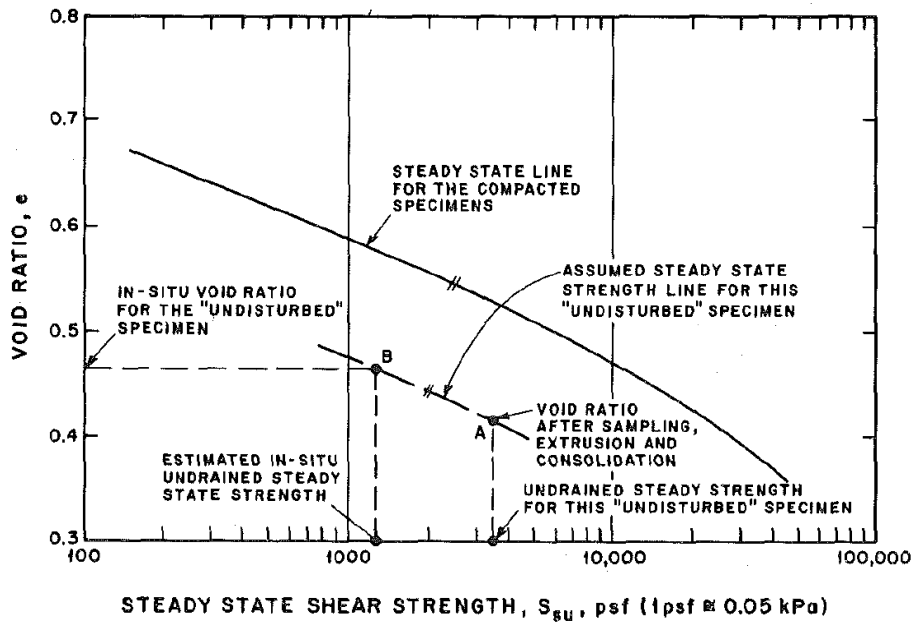 0.8
0.7
0.6
0.5
0.4
0.3
VOID RATIO, e
STEADY STATE LINE
FOR THE COMPACTED
SPECIMENS
ASSUMED STEADY STATE
STRENGTH LINE FOR THIS
"UNDISTURBED" SPECIMEN
IN-SITU VOID RATIO
FOR THE "UNDISTURBED"
SPECIMEN
B
A
VOID RATIO
AFTER SAMPLING,
EXTRUSION AND
CONSOLIDATION
ESTIMATED IN-SITU
UNDRAINED STEADY
STATE STRENGTH
UNDRAINED STEADY STRENGTH
FOR THIS "UNDISTURBED" SPECIMEN
100
1000
10,000
100,000
STEADY STATE SHEAR STRENGTH, Ssu, psf (1psf ≅ 0.05 kPa)